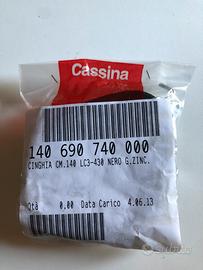 Cassina
140 690 740 000
CINGHIA CM.140 LC3-430 NERO G.ZINC.
Qtà 0,00 Data Carico 4.06.13
subito